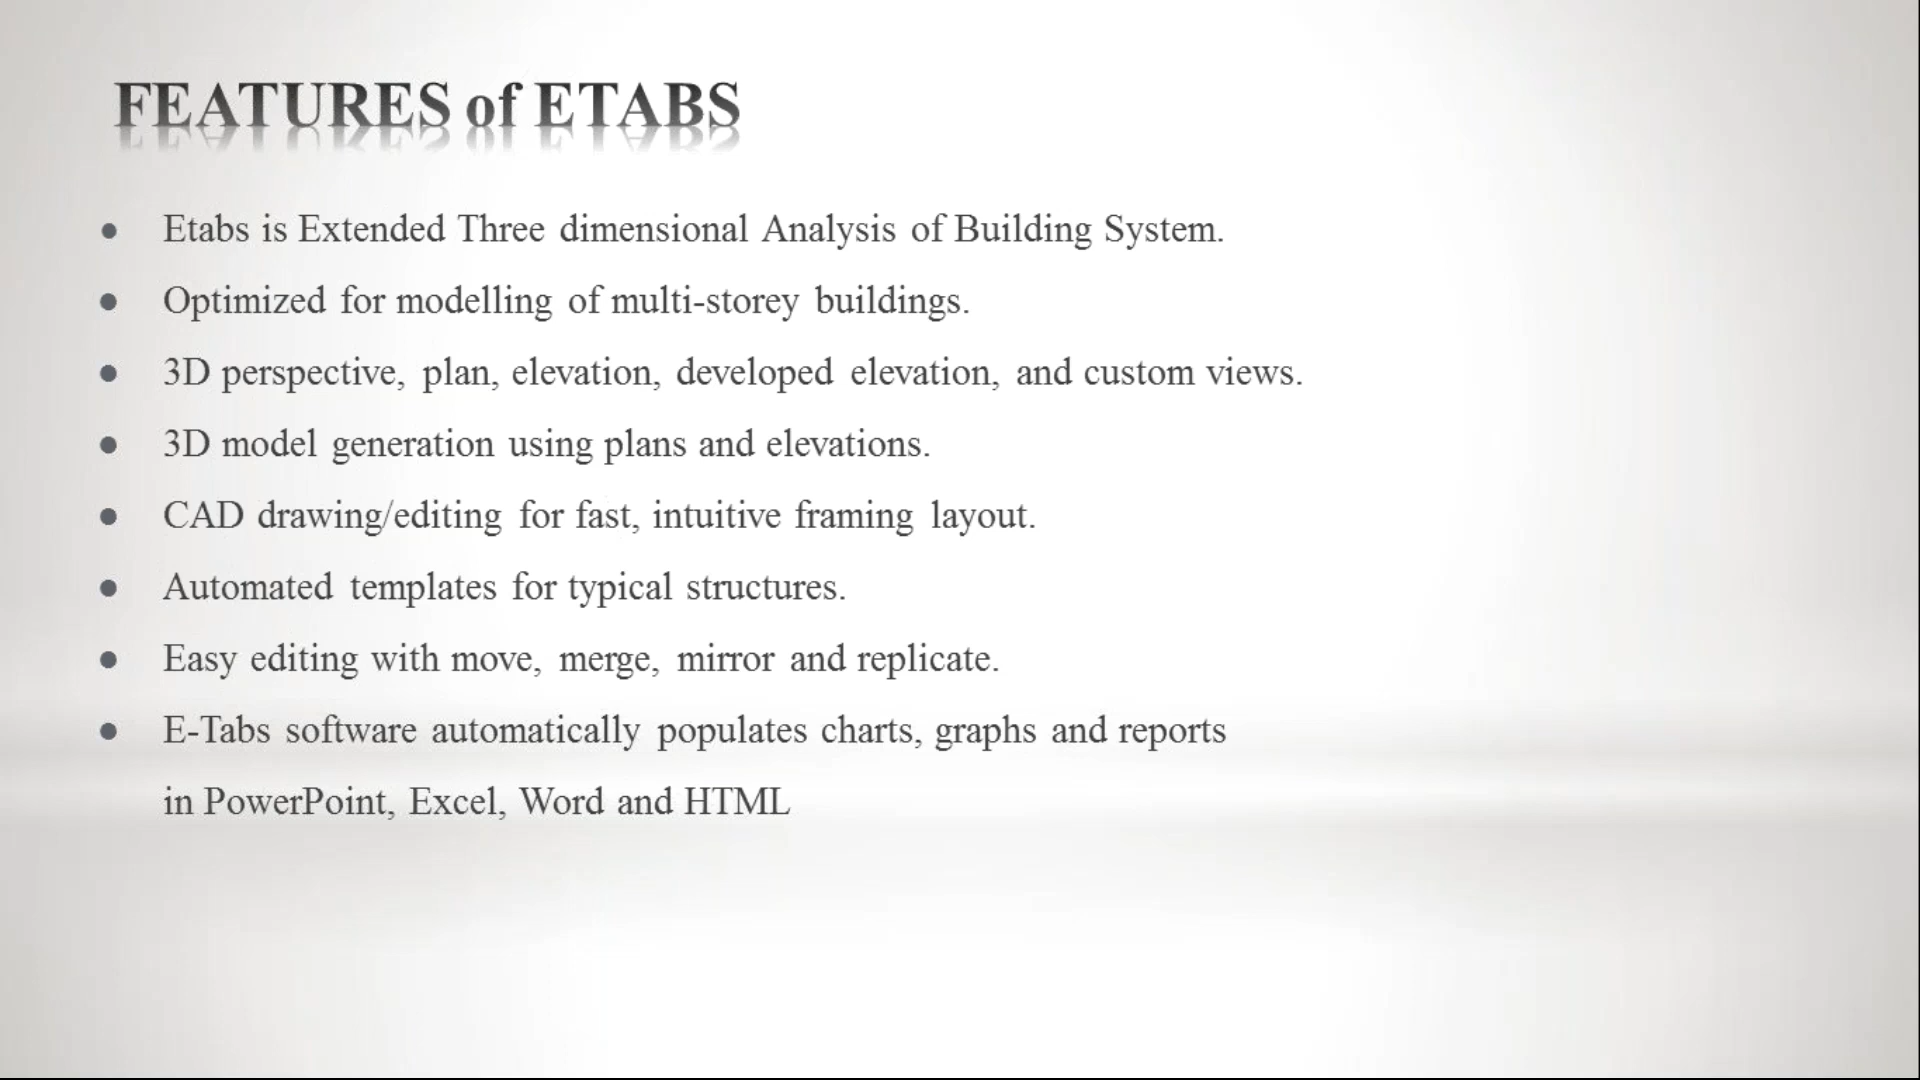 FEATURES of ETABS
● Etabs is Extended Three dimensional Analysis of Building System.
● Optimized for modelling of multi-storey buildings.
● 3D perspective, plan, elevation, developed elevation, and custom views.
● 3D model generation using plans and elevations.
● CAD drawing/editing for fast, intuitive framing layout.
● Automated templates for typical structures.
● Easy editing with move, merge, mirror and replicate.
● E-Tabs software automatically populates charts, graphs and reports
in PowerPoint, Excel, Word and HTML